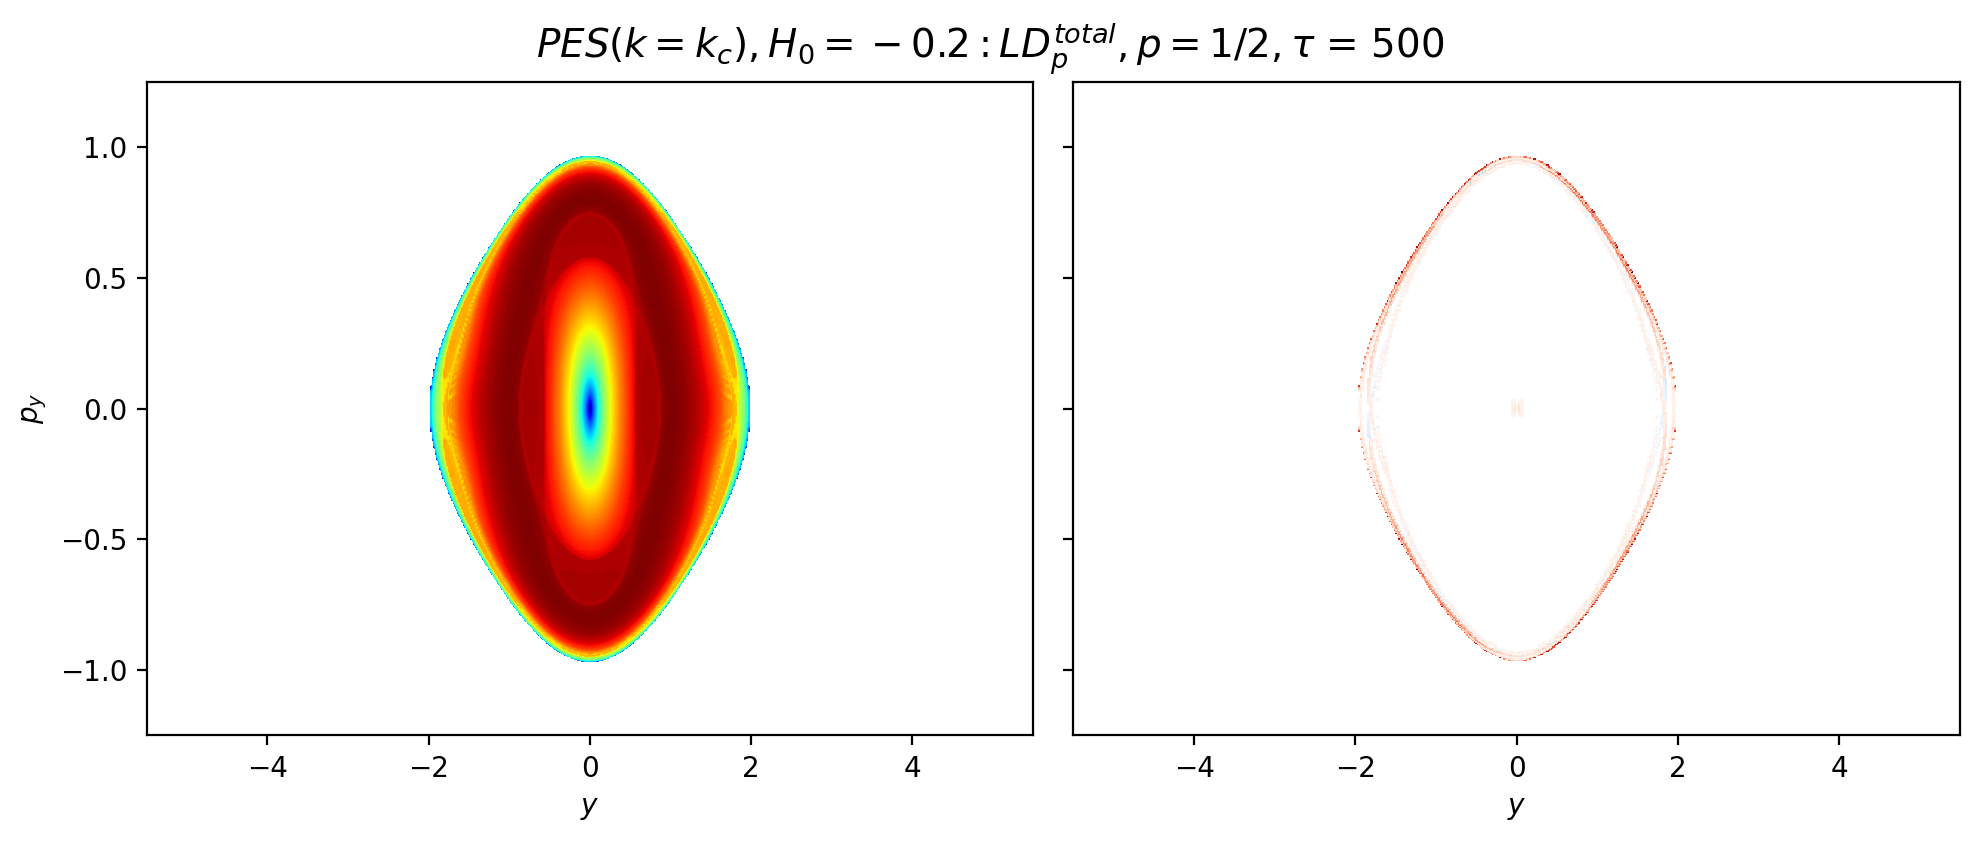 PES(k = k_c), H_0 = −0.2 : LD_p^{total}, p = 1/2, τ = 500
1.0
0.5
0.0
−0.5
−1.0
p_y
−4 −2 0 2 4
y
−4 −2 0 2 4
y